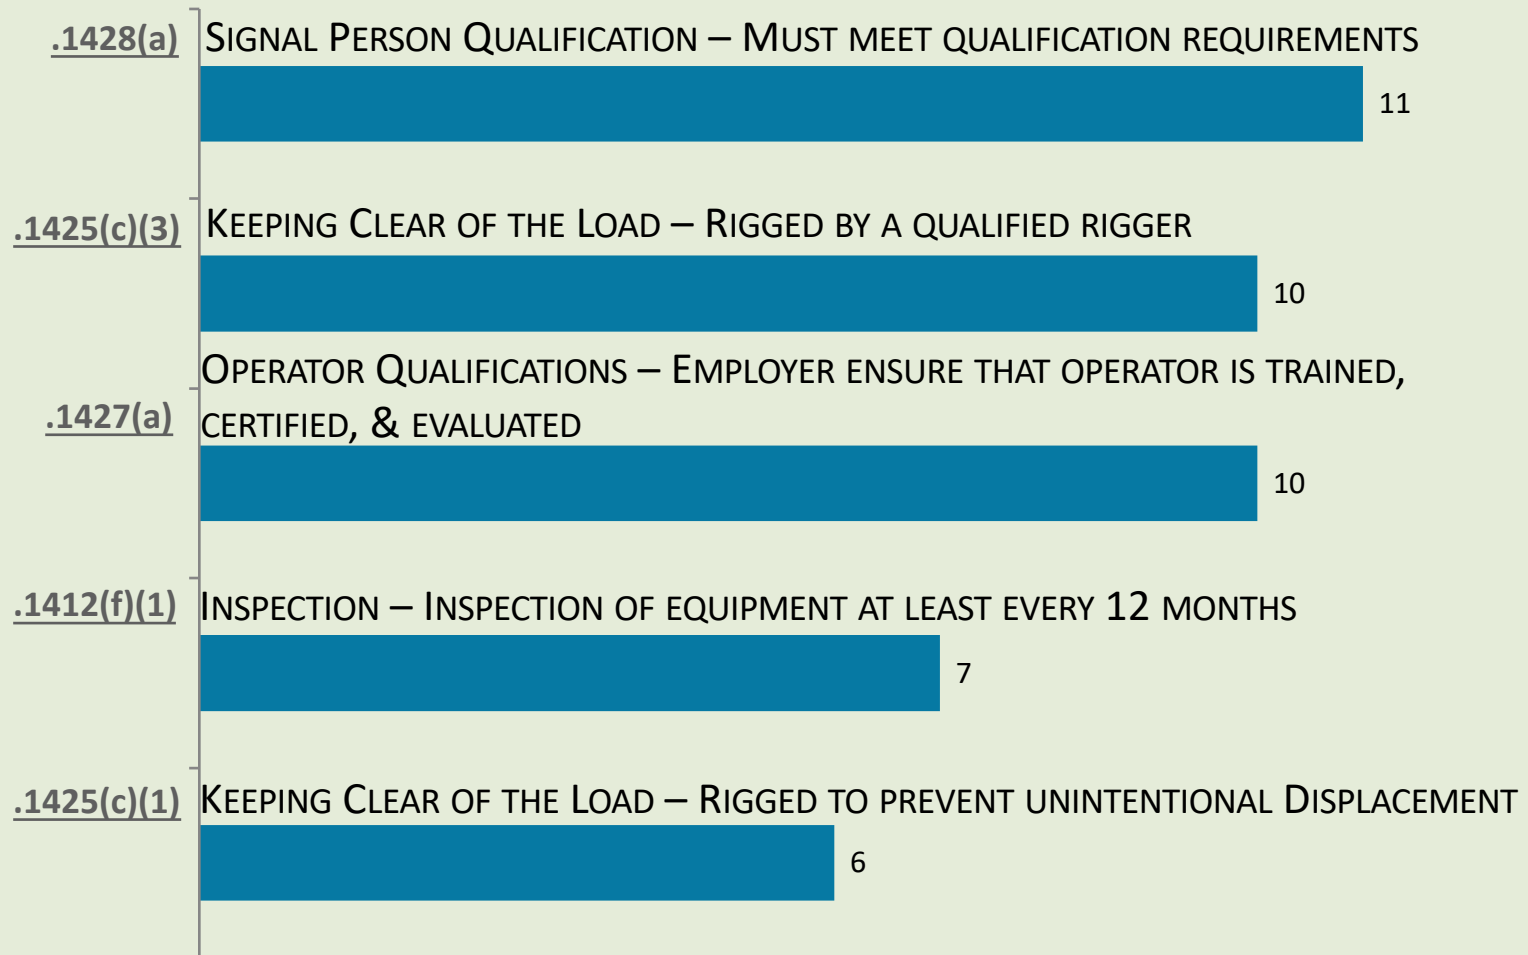 .1428(a) Signal Person Qualification – Must meet qualification requirements
11
.1425(c)(3) Keeping Clear of the Load – Rigged by a qualified rigger
10
Operator Qualifications – Employer ensure that operator is trained,
.1427(a) certified, & evaluated
10
.1412(f)(1) Inspection – Inspection of equipment at least every 12 months
7
.1425(c)(1) Keeping Clear of the Load – Rigged to prevent unintentional Displacement
6